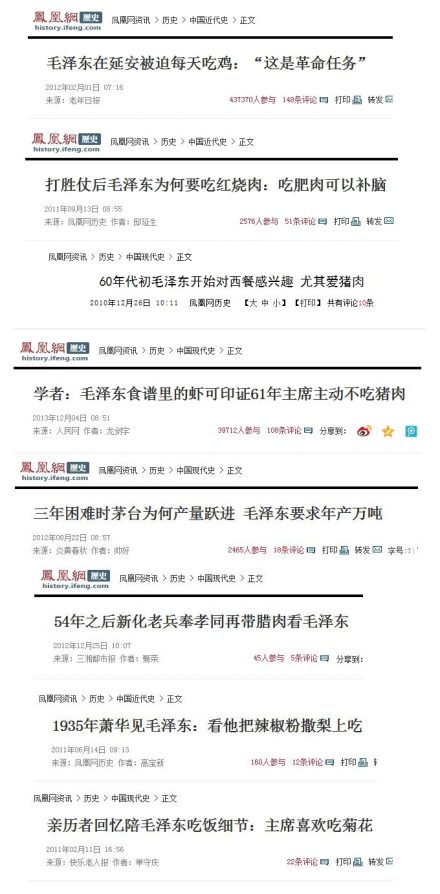 鳳凰網 歷史 history.ifeng.com 凤凰网资讯 > 历史 > 中国近代史 > 正文
毛泽东在延安被迫每天吃鸡：“这是革命任务”
2012年02月01日 07:16
来源：老年日报 437370人参与 148条评论 打印 转发
鳳凰網 歷史 history.ifeng.com 凤凰网资讯 > 历史 > 中国近代史 > 正文
打胜仗后毛泽东为何要吃红烧肉：吃肥肉可以补脑
2011年09月13日 08:55
来源：凤凰网历史 作者：邸延生 2576人参与 51条评论 打印 转发
凤凰网资讯 > 历史 > 中国现代史 > 正文
60年代初毛泽东开始对西餐感兴趣 尤其爱猪肉
2010年12月26日 10:11 凤凰网历史 【大 中 小】 【打印】 共有评论10条
鳳凰網 歷史 history.ifeng.com 凤凰网资讯 > 历史 > 中国现代史 > 正文
学者：毛泽东食谱里的虾可印证61年主席主动不吃猪肉
2013年12月04日 08:51
来源：人民网 作者：龙剑宇 39712人参与 108条评论 分享到：
鳳凰網 歷史 history.ifeng.com 凤凰网资讯 > 历史 > 中国现代史 > 正文
三年困难时茅台为何产量跃进 毛泽东要求年产万吨
2012年06月22日 08:57
来源：炎黄春秋 作者：帅好 2465人参与 18条评论 打印 转发 字号：
鳳凰網 歷史 history.ifeng.com 凤凰网资讯 > 历史 > 中国现代史 > 正文
54年之后新化老兵奉孝同再带腊肉看毛泽东
2012年12月25日 10:07
来源：三湘都市报 作者：甄荣 45人参与 5条评论 分享到：
凤凰网资讯 > 历史 > 中国近代史 > 正文
1935年萧华见毛泽东：看他把辣椒粉撒梨上吃
2011年06月14日 09:13
来源：凤凰网历史 作者：高宝新 160人参与 12条评论 打印
凤凰网资讯 > 历史 > 中国现代史 > 正文
亲历者回忆陪毛泽东吃饭细节：主席喜欢吃菊花
2011年02月11日 16:56
来源：快乐老人报 作者：单守庆 22条评论 打印 转发